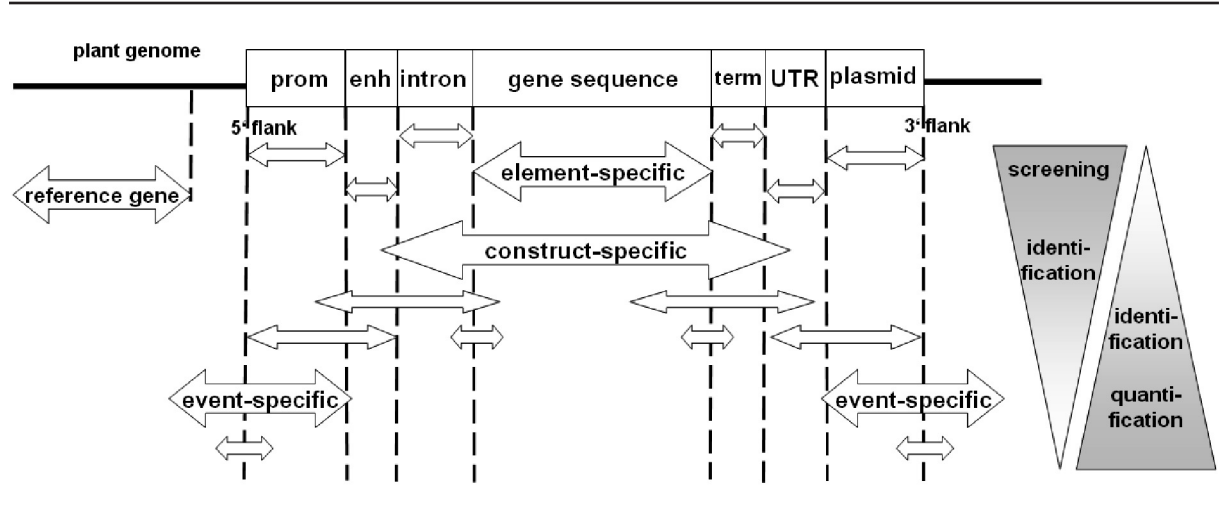 plant genome
prom enh intron gene sequence term UTR plasmid
5‘ flank
3‘ flank
element-specific
screening
reference gene
construct-specific
identi-
fication
identi-
fication
event-specific
event-specific
quanti-
fication